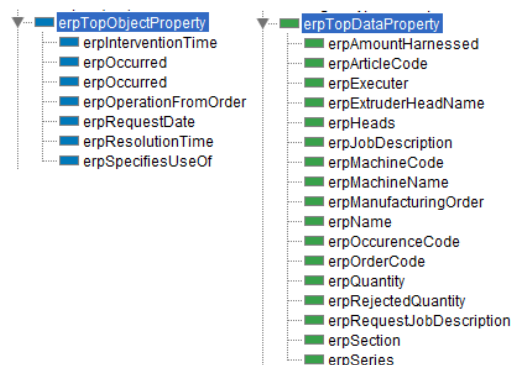 erpTopObjectProperty
erpInterventionTime
erpOccurred
erpOccurred
erpOperationFromOrder
erpRequestDate
erpResolutionTime
erpSpecifiesUseOf
erpTopDataProperty
erpAmountHarnessed
erpArticleCode
erpExecuter
erpExtruderHeadName
erpHeads
erpJobDescription
erpMachineCode
erpMachineName
erpManufacturingOrder
erpName
erpOccurenceCode
erpOrderCode
erpQuantity
erpRejectedQuantity
erpRequestJobDescription
erpSection
erpSeries